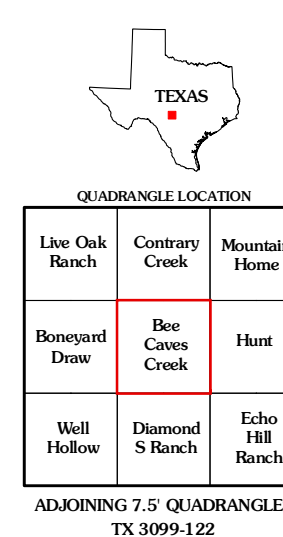 TEXAS
QUADRANGLE LOCATION
Live Oak Ranch
Contrary Creek
Mountain Home
Boneyard Draw
Bee Caves Creek
Hunt
Well Hollow
Diamond S Ranch
Echo Hill Ranch
ADJOINING 7.5' QUADRANGLE
TX 3099-122